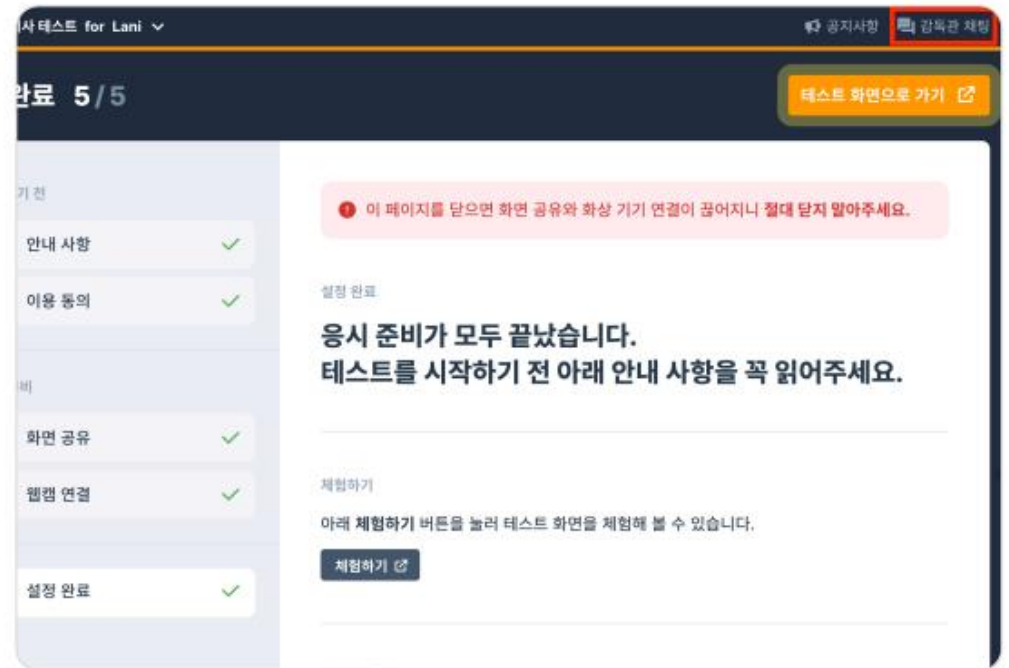 사 테스트 for Lani
공지사항
감독관 채팅
완료 5/5
테스트 화면으로 가기
기 전
안내 사항
이용 동의
비
화면 공유
웹캠 연결
설정 완료
이 페이지를 닫으면 화면 공유와 화상 기기 연결이 끊어지니 절대 닫지 말아주세요.
설정 완료
응시 준비가 모두 끝났습니다.
테스트를 시작하기 전 아래 안내 사항을 꼭 읽어주세요.
체험하기
아래 체험하기 버튼을 눌러 테스트 화면을 체험해 볼 수 있습니다.
체험하기